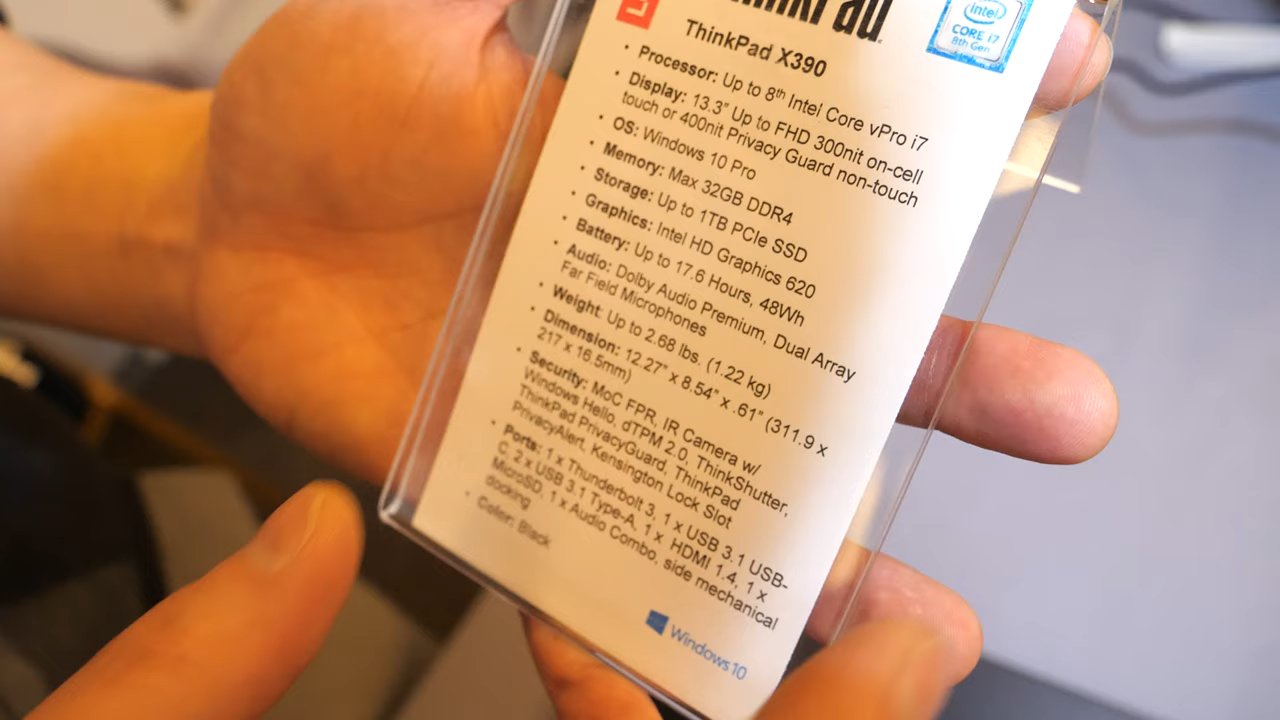 ThinkPad
intel
CORE i7
8th Gen
ThinkPad X390
• Processor: Up to 8th Intel Core vPro i7
• Display: 13.3" Up to FHD 300nit on-cell
touch or 400nit Privacy Guard non-touch
• OS: Windows 10 Pro
• Memory: Max 32GB DDR4
• Storage: Up to 1TB PCIe SSD
• Graphics: Intel HD Graphics 620
• Battery: Up to 17.6 Hours, 48Wh
• Audio: Dolby Audio Premium, Dual Array
Far Field Microphones
• Weight: Up to 2.68 lbs. (1.22 kg)
• Dimension: 12.27" x 8.54" x .61" (311.9 x
217 x 16.5mm)
• Security: MoC FPR, IR Camera w/
Windows Hello, dTPM 2.0, ThinkShutter,
ThinkPad PrivacyGuard, ThinkPad
PrivacyAlert, Kensington Lock Slot
• Ports: 1 x Thunderbolt 3, 1 x USB 3.1 USB-
C, 2 x USB 3.1 Type-A, 1 x HDMI 1.4, 1 x
MicroSD, 1 x Audio Combo, side mechanical
docking
• Color: Black
Windows 10